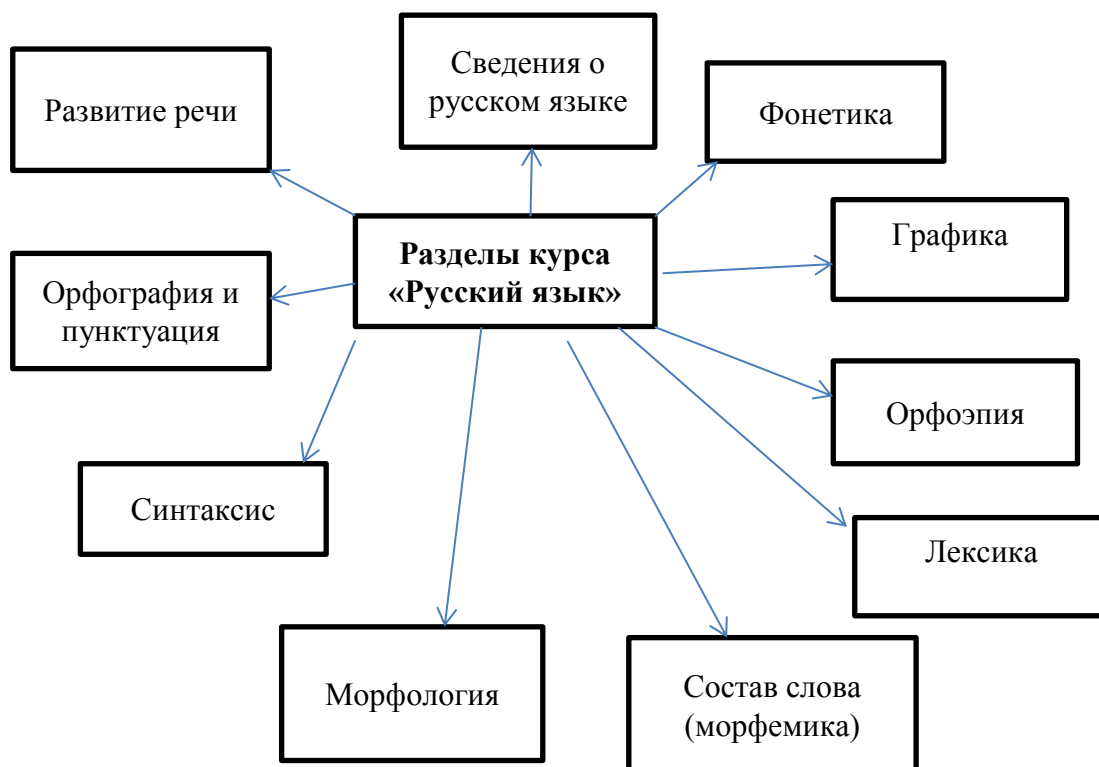 Сведения о
русском языке
Развитие речи
Фонетика
Графика
Разделы курса
«Русский язык»
Орфография и
пунктуация
Орфоэпия
Синтаксис
Лексика
Морфология
Состав слова
(морфемика)